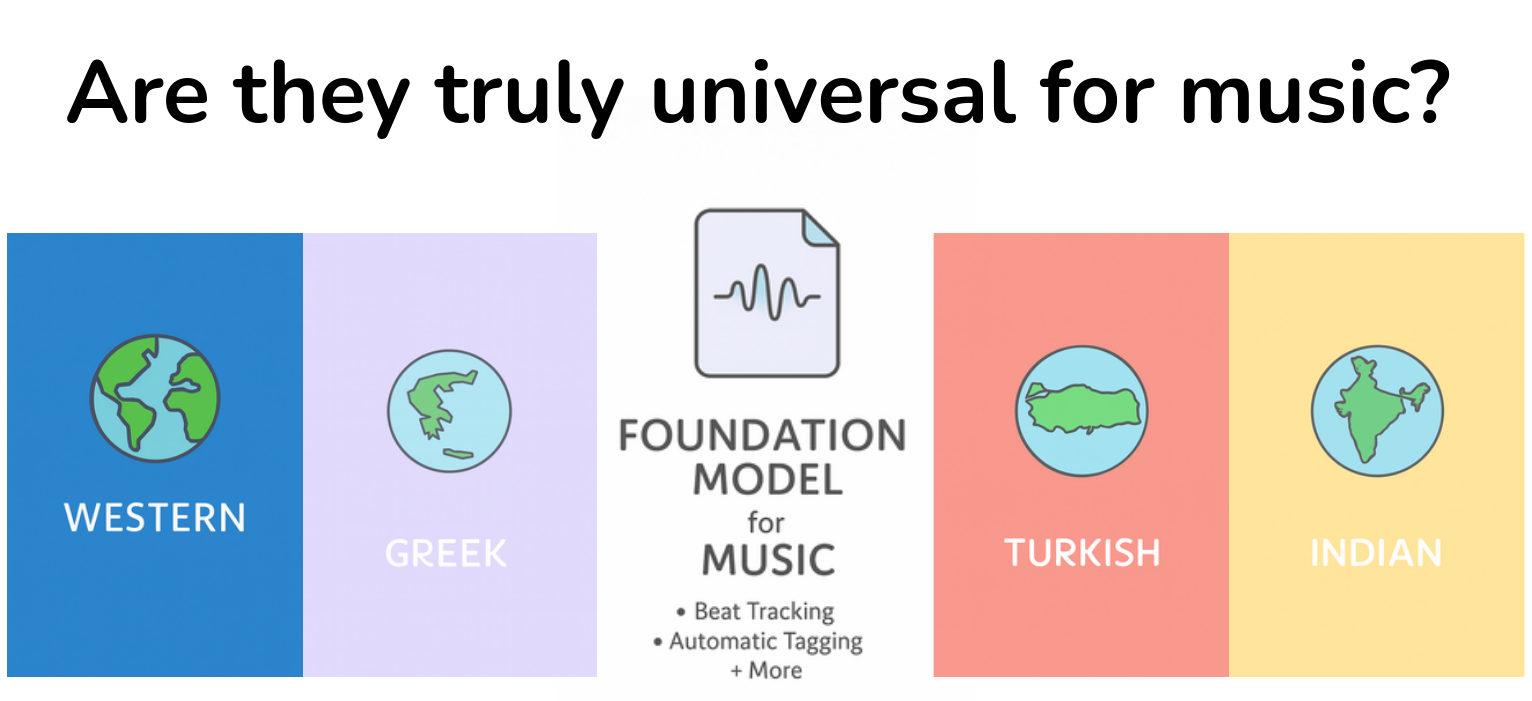 Are they truly universal for music?
WESTERN
GREEK
FOUNDATION
MODEL
for
MUSIC
• Beat Tracking
• Automatic Tagging
+ More
TURKISH
INDIAN